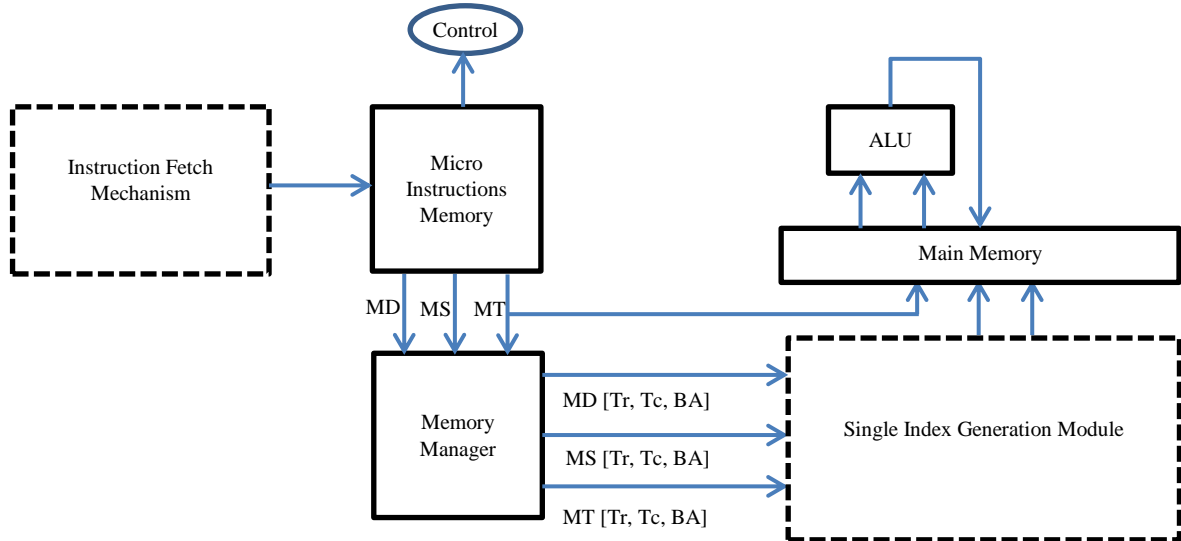 Control
Instruction Fetch
Mechanism
Micro
Instructions
Memory
ALU
Main Memory
MD
MS
MT
Memory
Manager
MD [Tr, Tc, BA]
MS [Tr, Tc, BA]
MT [Tr, Tc, BA]
Single Index Generation Module